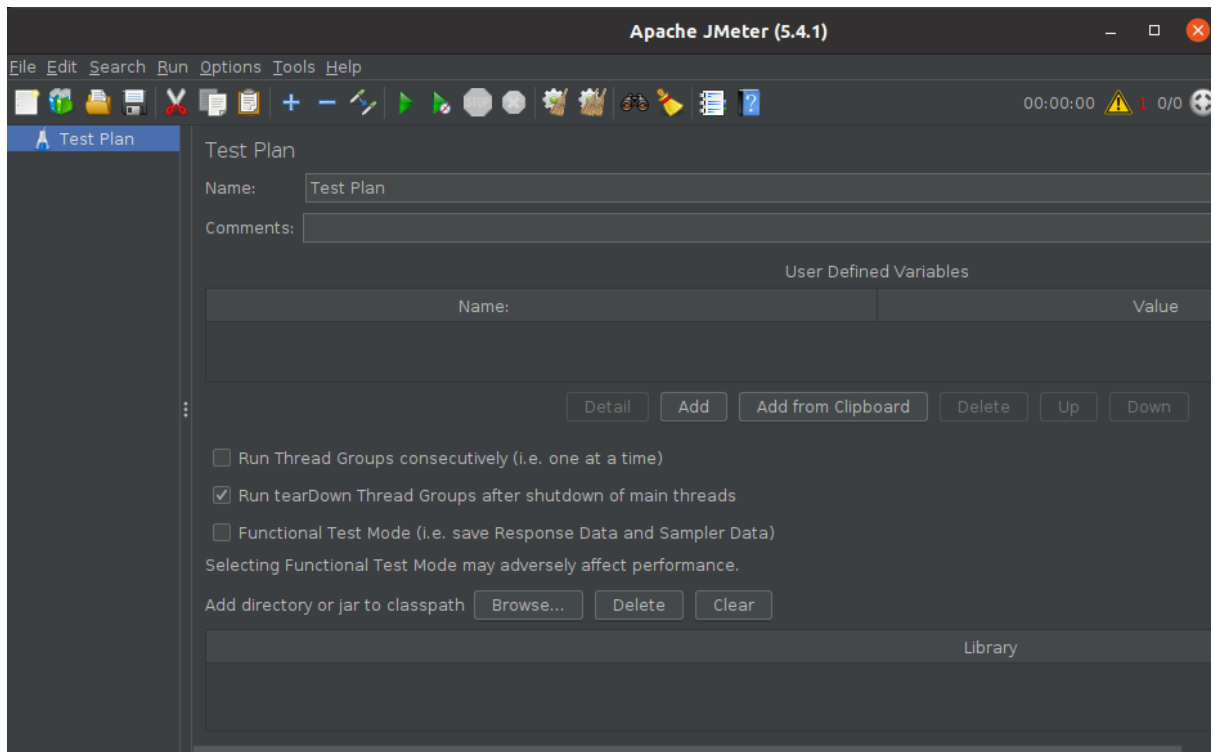 Apache JMeter (5.4.1)
File Edit Search Run Options Tools Help
STOP 00:00:00 1 0/0
Test Plan
Test Plan
Name: Test Plan
Comments:
User Defined Variables
Name: Value
Detail Add Add from Clipboard Delete Up Down
Run Thread Groups consecutively (i.e. one at a time)
Run tearDown Thread Groups after shutdown of main threads
Functional Test Mode (i.e. save Response Data and Sampler Data)
Selecting Functional Test Mode may adversely affect performance.
Add directory or jar to classpath Browse... Delete Clear
Library